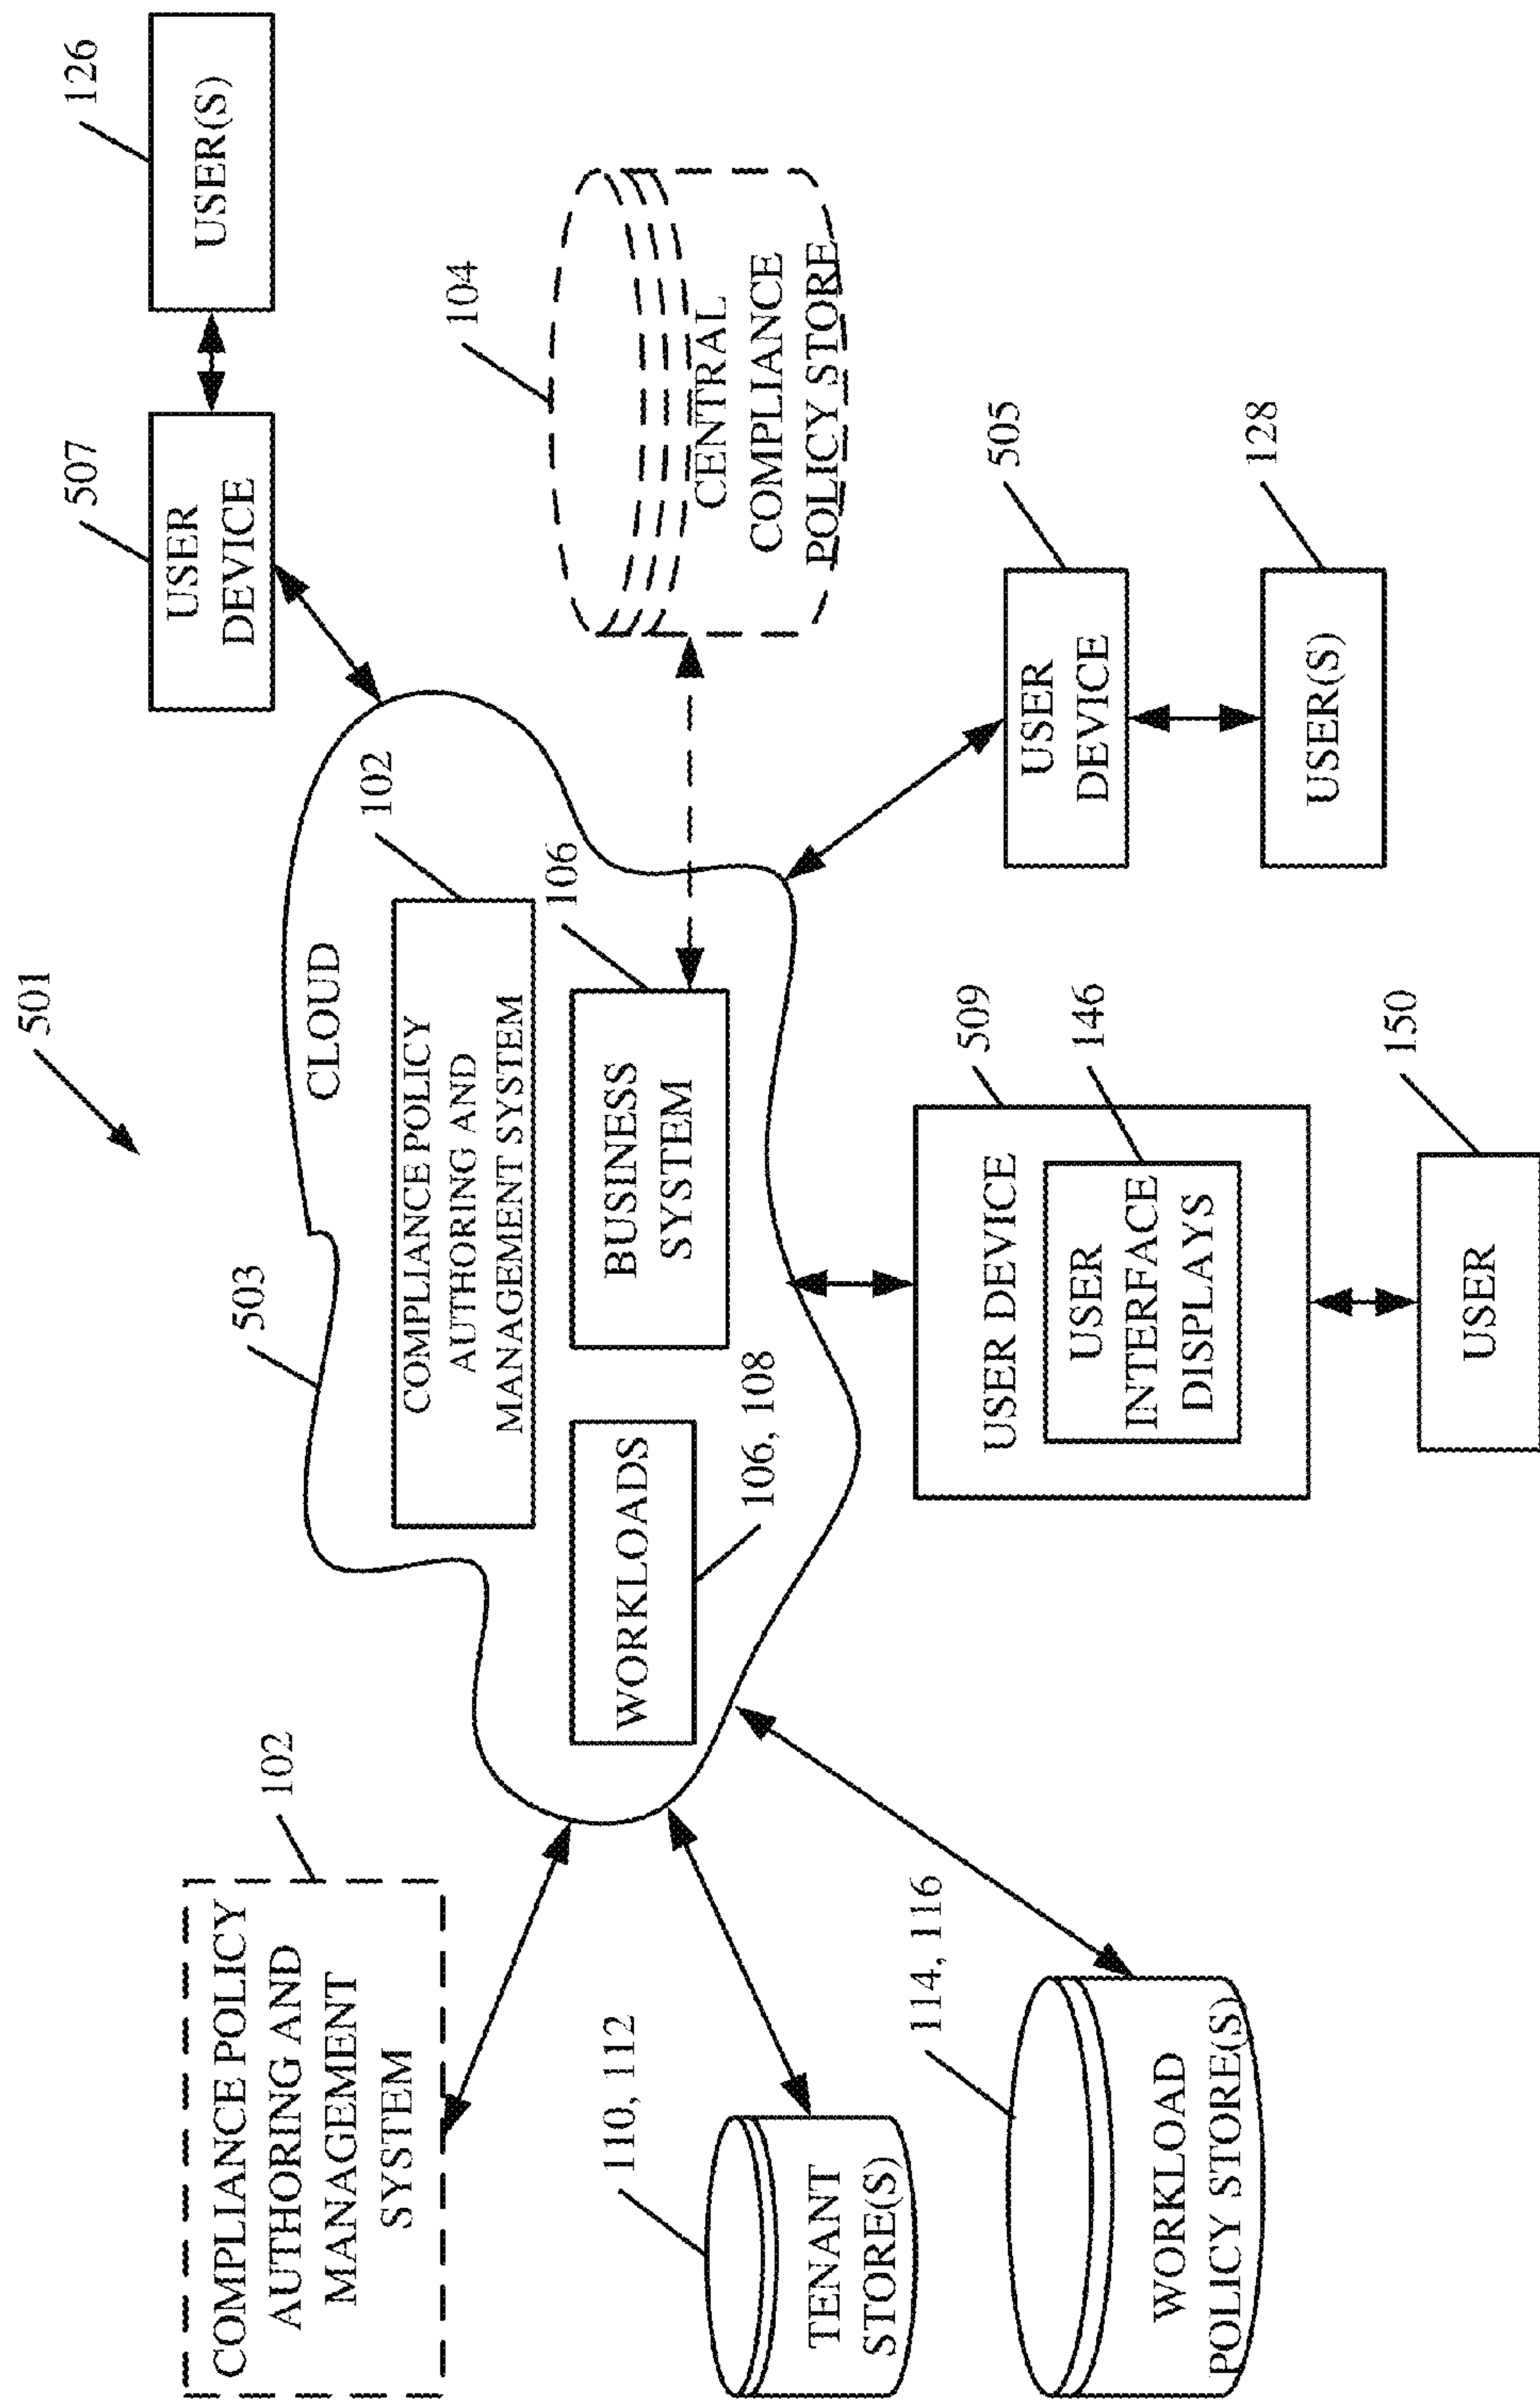 501
503
CLOUD
102
COMPLIANCE POLICY
AUTHORING AND
MANAGEMENT SYSTEM
106
BUSINESS
SYSTEM
WORKLOADS
106, 108
102
COMPLIANCE POLICY
AUTHORING AND
MANAGEMENT
SYSTEM
110, 112
TENANT
STORE(S)
114, 116
WORKLOAD
POLICY STORE(S)
507
USER
DEVICE
126
USER(S)
104
CENTRAL
COMPLIANCE
POLICY STORE
505
USER
DEVICE
128
USER(S)
509
USER DEVICE
146
USER
INTERFACE
DISPLAYS
150
USER